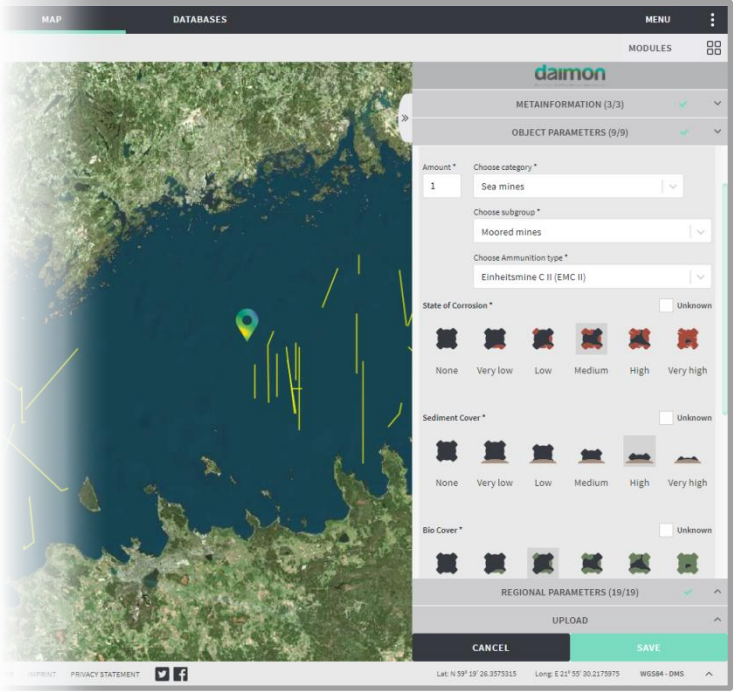 MAP DATABASES MENU
MODULES
daimon
METAINFORMATION (3/3)
OBJECT PARAMETERS (9/9)
Amount * Choose category *
1 Sea mines
Choose subgroup *
Moored mines
Choose Ammunition type *
Einheitsmine C II (EMC II)
State of Corrosion * Unknown
None Very low Low Medium High Very high
Sediment Cover * Unknown
None Very low Low Medium High Very high
Bio Cover * Unknown
REGIONAL PARAMETERS (19/19)
UPLOAD
CANCEL SAVE
IMPRINT PRIVACY STATEMENT Lat: N 59° 19' 26.3575315 Long: E 21° 55' 30.2175975 WGS84 - DMS